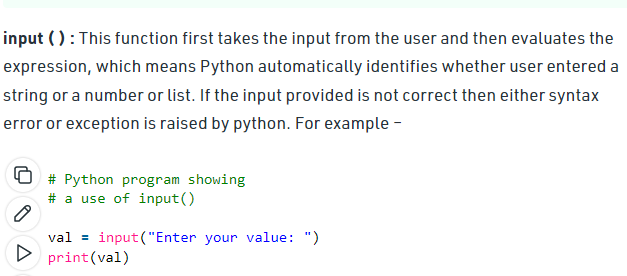 input ( ) : This function first takes the input from the user and then evaluates the
expression, which means Python automatically identifies whether user entered a
string or a number or list. If the input provided is not correct then either syntax
error or exception is raised by python. For example –
# Python program showing
# a use of input()
val = input("Enter your value: ")
print(val)